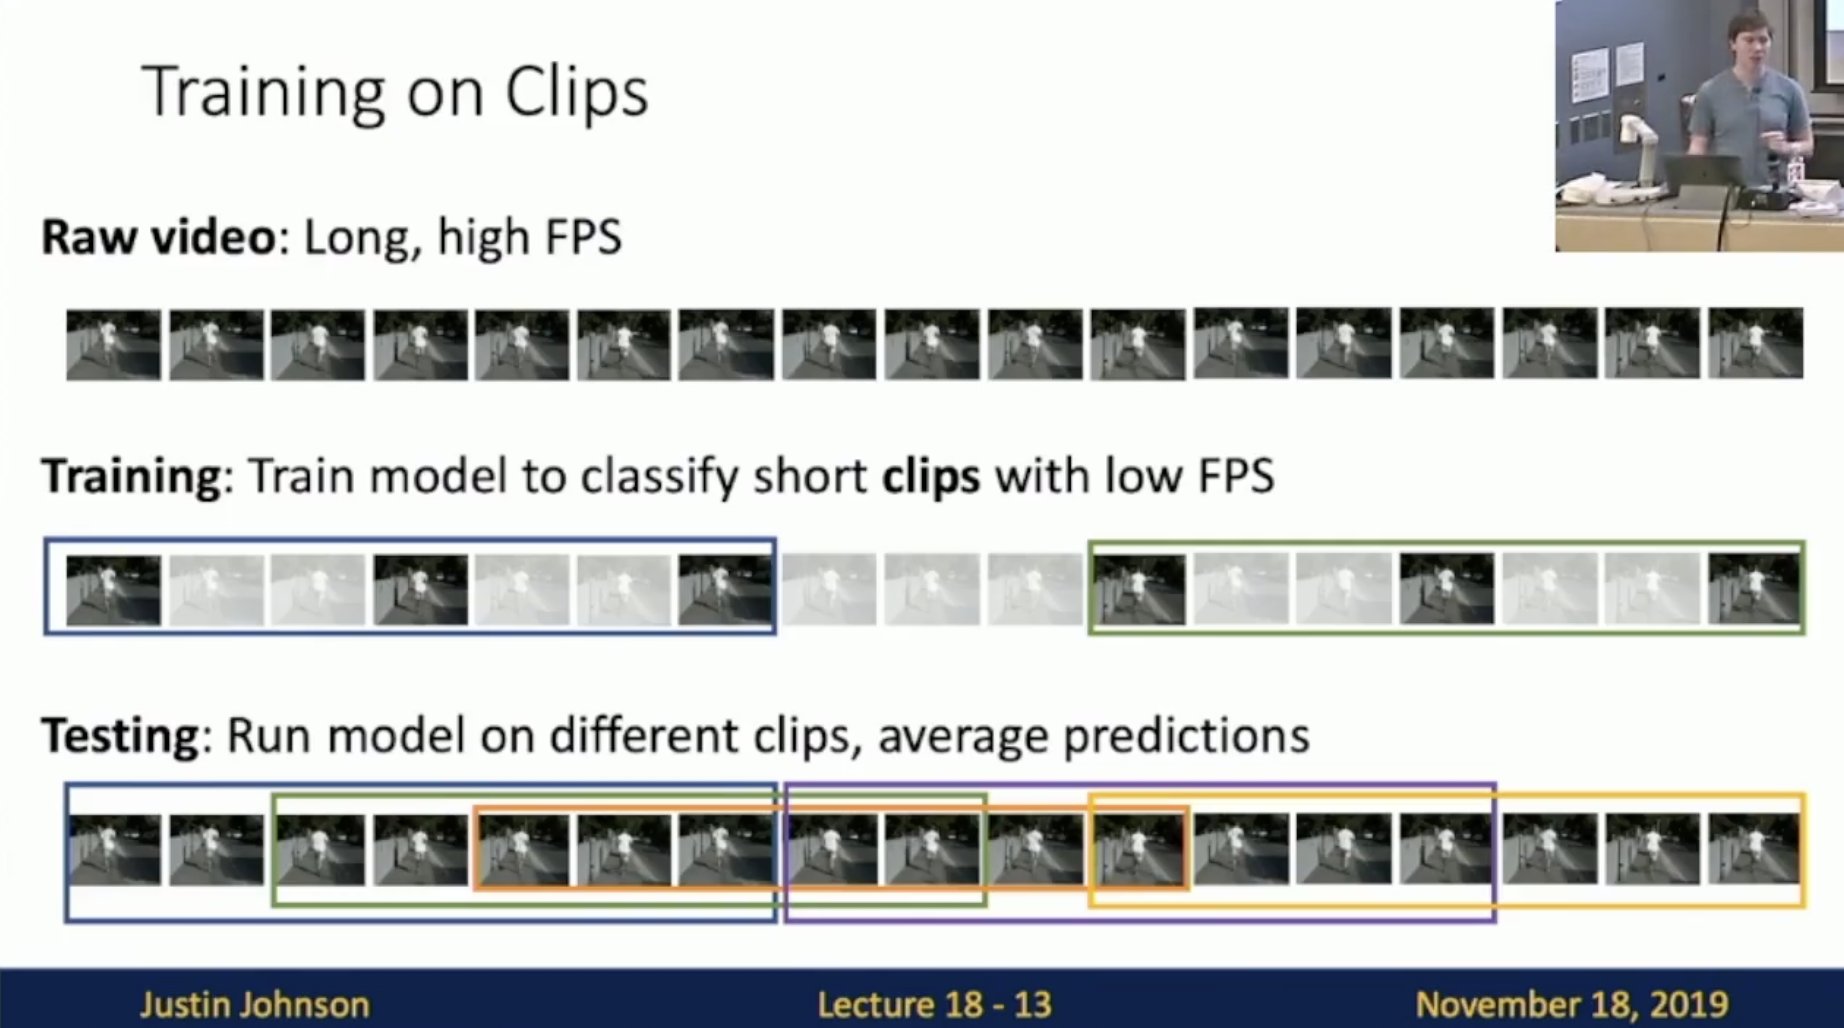 Training on Clips
Raw video: Long, high FPS
Training: Train model to classify short clips with low FPS
Testing: Run model on different clips, average predictions
Justin Johnson
Lecture 18 - 13
November 18, 2019